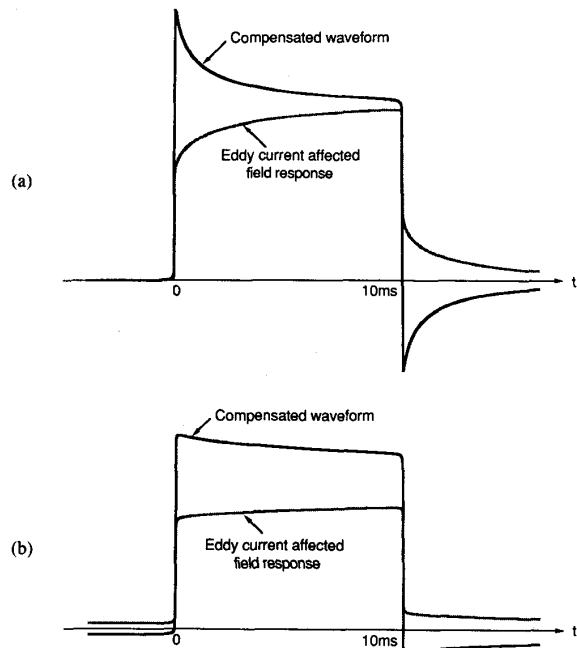 Compensated waveform
Eddy current affected
field response
(a)
0
10ms
t
Compensated waveform
Eddy current affected
field response
(b)
0
10ms
t